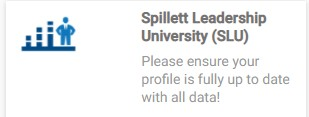 Spillett Leadership
University (SLU)
Please ensure your
profile is fully up to date
with all data!